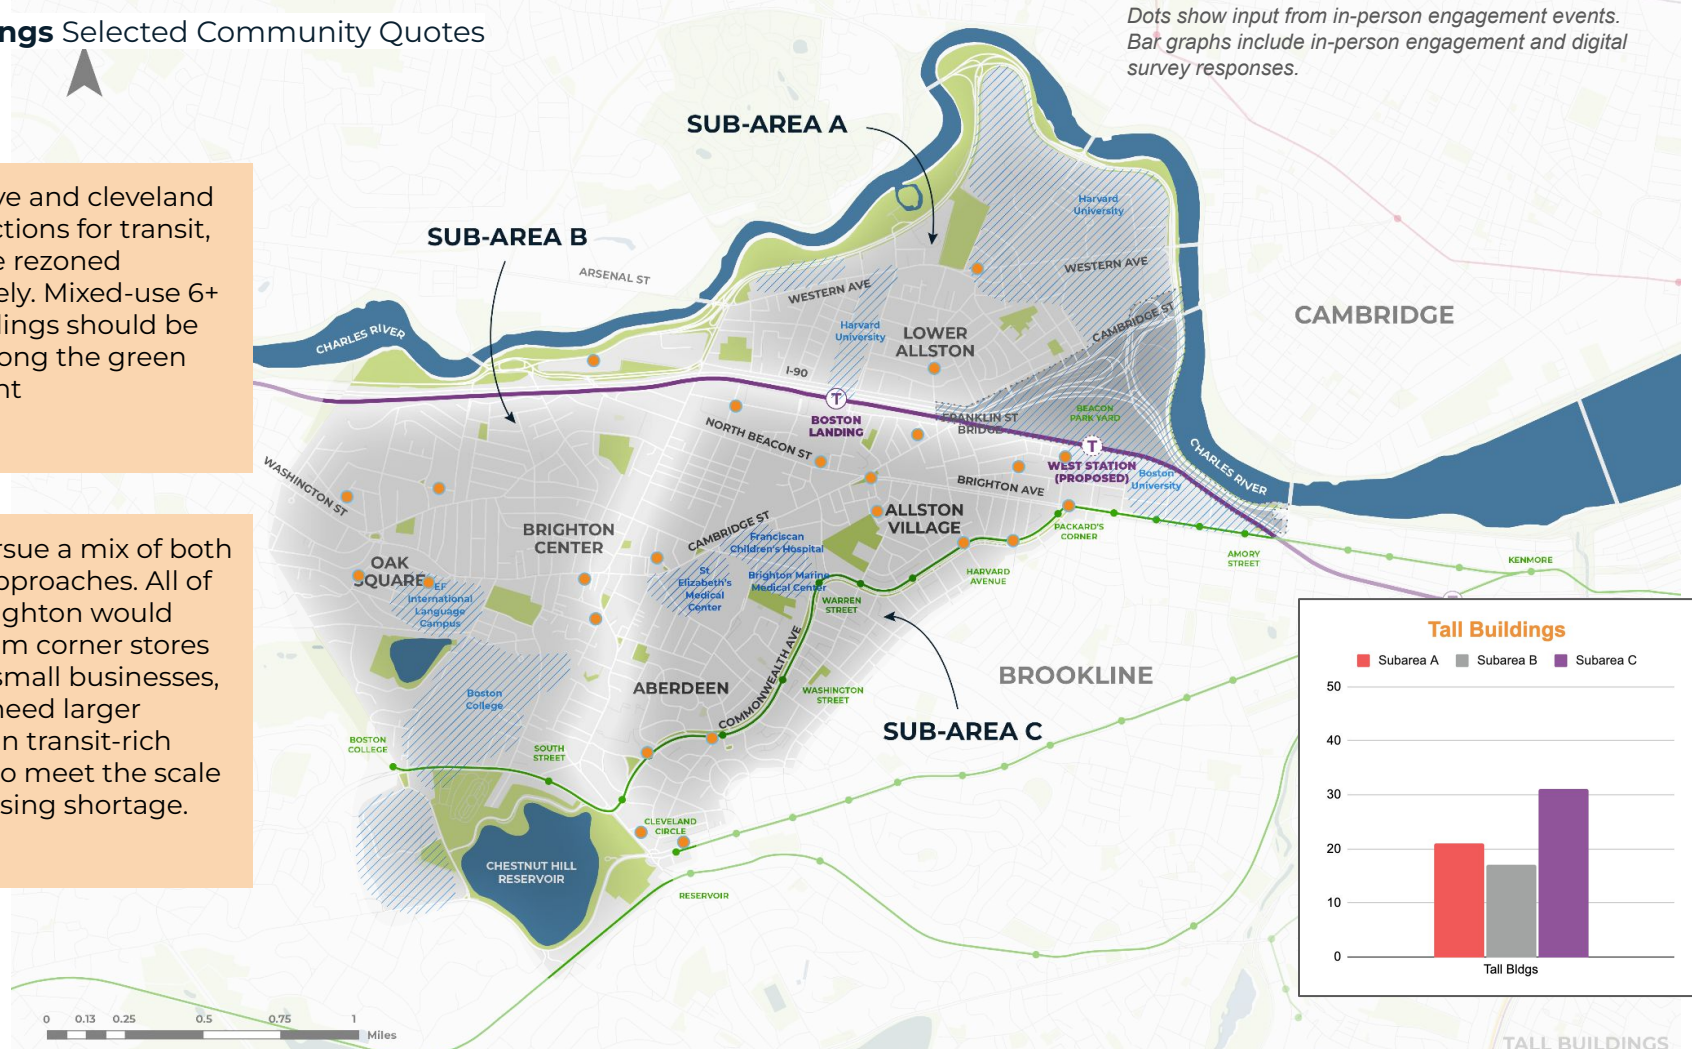 ngs Selected Community Quotes
Dots show input from in-person engagement events.
Bar graphs include in-person engagement and digital
survey responses.
ve and cleveland
ctions for transit,
e rezoned
ely. Mixed-use 6+
dings should be
ong the green
nt
rsue a mix of both
pproaches. All of
ighton would
om corner stores
small businesses,
need larger
in transit-rich
to meet the scale
sing shortage.
SUB-AREA A
SUB-AREA B
SUB-AREA C
ARSENAL ST
CHARLES RIVER
WESTERN AVE
Harvard
University
WESTERN AVE
CAMBRIDGE ST
Harvard
University
LOWER
ALLSTON
CAMBRIDGE
I-90
T
BOSTON
LANDING
FRANKLIN ST
BRIDGE
BEACON
PARK YARD
T
WEST STATION
(PROPOSED)
Boston
University
CHARLES RIVER
NORTH BEACON ST
WASHINGTON ST
BRIGHTON AVE
ALLSTON
VILLAGE
BRIGHTON
CENTER
CAMBRIDGE ST
Franciscan
Children's Hospital
St
Elizabeth's
Medical
Center
Brighton Marine
Medical Center
OAK
SQUARE
EF
International
Language
Campus
PACKARD'S
CORNER
HARVARD
AVENUE
AMORY
STREET
KENMORE
WARREN
STREET
COMMONWEALTH AVE
WASHINGTON
STREET
ABERDEEN
BROOKLINE
Boston
College
BOSTON
COLLEGE
SOUTH
STREET
CLEVELAND
CIRCLE
RESERVOIR
CHESTNUT HILL
RESERVOIR
Tall Buildings
Subarea A Subarea B Subarea C
50
40
30
20
10
0
Tall Bldgs
0 0.13 0.25 0.5 0.75 1
Miles
TALL BUILDINGS